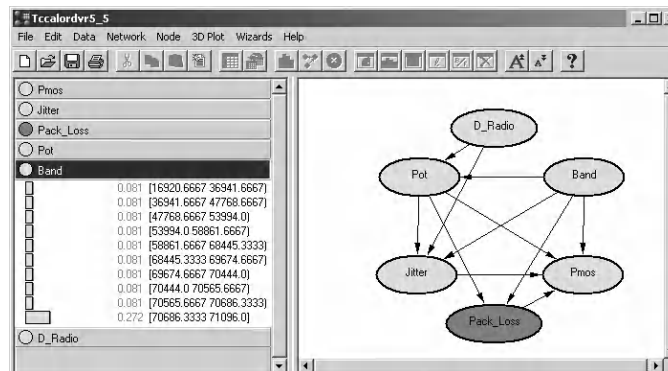 Tccalordvr5_5
File Edit Data Network Node 3D Plot Wizards Help
Pmos
Jitter
Pack_Loss
Pot
Band
0.081 [16920.6667 36941.6667)
0.081 [36941.6667 47768.6667)
0.081 [47768.6667 53994.0)
0.081 [53994.0 58861.6667)
0.081 [58861.6667 68445.3333)
0.081 [68445.3333 69674.6667)
0.081 [69674.6667 70444.0)
0.081 [70444.0 70565.6667)
0.081 [70565.6667 70686.3333)
0.272 [70686.3333 71096.0]
D_Radio
D_Radio
Pot
Band
Jitter
Pmos
Pack_Loss